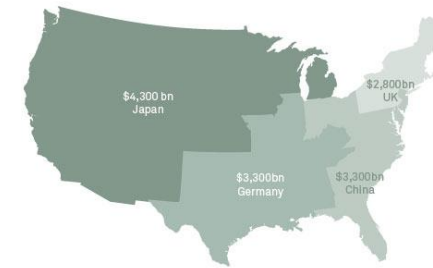 $4,300 bn
Japan
$2,800bn
UK
$3,300bn
Germany
$3,300bn
China